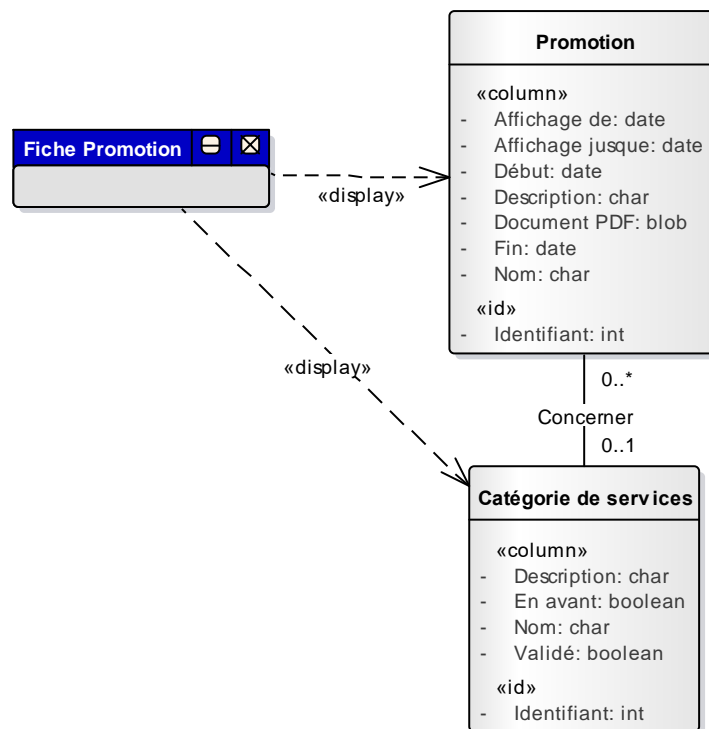 Promotion
«column»
- Affichage de: date
- Affichage jusque: date
- Début: date
- Description: char
- Document PDF: blob
- Fin: date
- Nom: char
«id»
- Identifiant: int
Fiche Promotion
«display»
«display»
0..*
Concerner
0..1
Catégorie de services
«column»
- Description: char
- En avant: boolean
- Nom: char
- Validé: boolean
«id»
- Identifiant: int